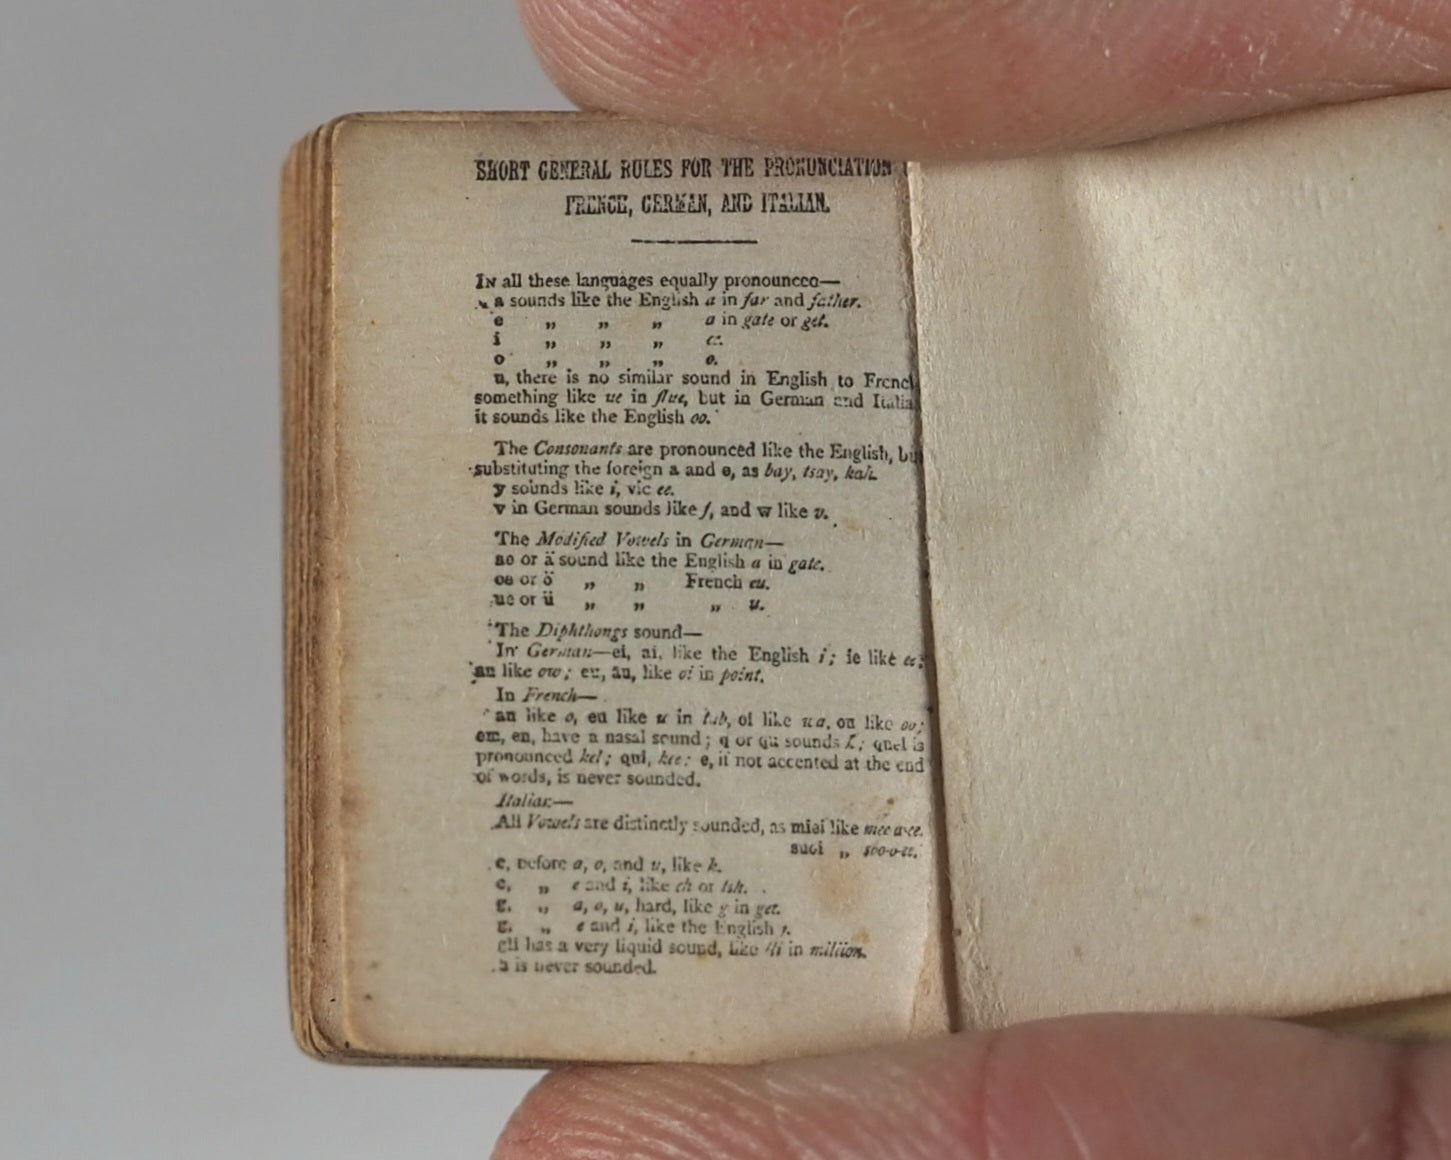 SHORT GENERAL RULES FOR THE PRONUNCIATION
FRENCH, GERMAN, AND ITALIAN.
IN all these languages equally pronounced—
a sounds like the English a in far and father.
e „ „ „ a in gate or get.
i „ „ „ e.
o „ „ „ o.
u, there is no similar sound in English to French
something like ue in flue, but in German and Italia
it sounds like the English oo.
The Consonants are pronounced like the English, but
substituting the foreign a and e, as bay, tsay, kah.
y sounds like i, vic ee.
v in German sounds like f, and w like v.
The Modified Vowels in German—
ae or ä sound like the English a in gate.
oe or ö „ „ French eu.
ue or ü „ „ „ u.
The Diphthongs sound—
In German—ei, ai, like the English i; ie like ee;
au like ow; eu, äu, like oi in point.
In French—
au like o, eu like u in tub, oi like ua, ou like oo;
em, en, have a nasal sound; q or qu sounds k; quel is
pronounced kel; qui, kee: e, if not accented at the end
of words, is never sounded.
Italian—
All Vowels are distinctly sounded, as miei like mee-a-ee.
suoi „ soo-o-ee.
c, before a, o, and u, like k.
c, „ e and i, like ch or tsh.
g, „ a, o, u, hard, like g in get.
g, „ e and i, like the English j.
gli has a very liquid sound, like lli in million.
h is never sounded.